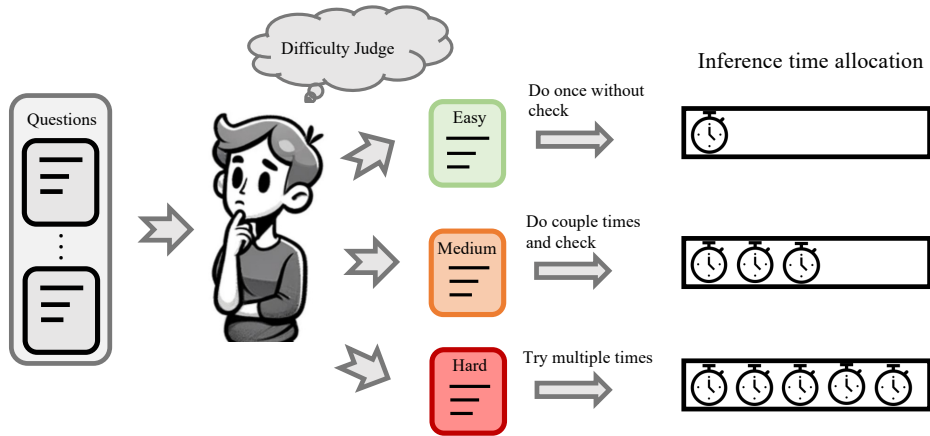 Difficulty Judge
Inference time allocation
Questions
Easy
Do once without
check
Medium
Do couple times
and check
Hard
Try multiple times